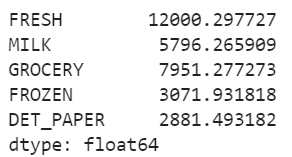 FRESH 12000.297727
MILK 5796.265909
GROCERY 7951.277273
FROZEN 3071.931818
DET_PAPER 2881.493182
dtype: float64